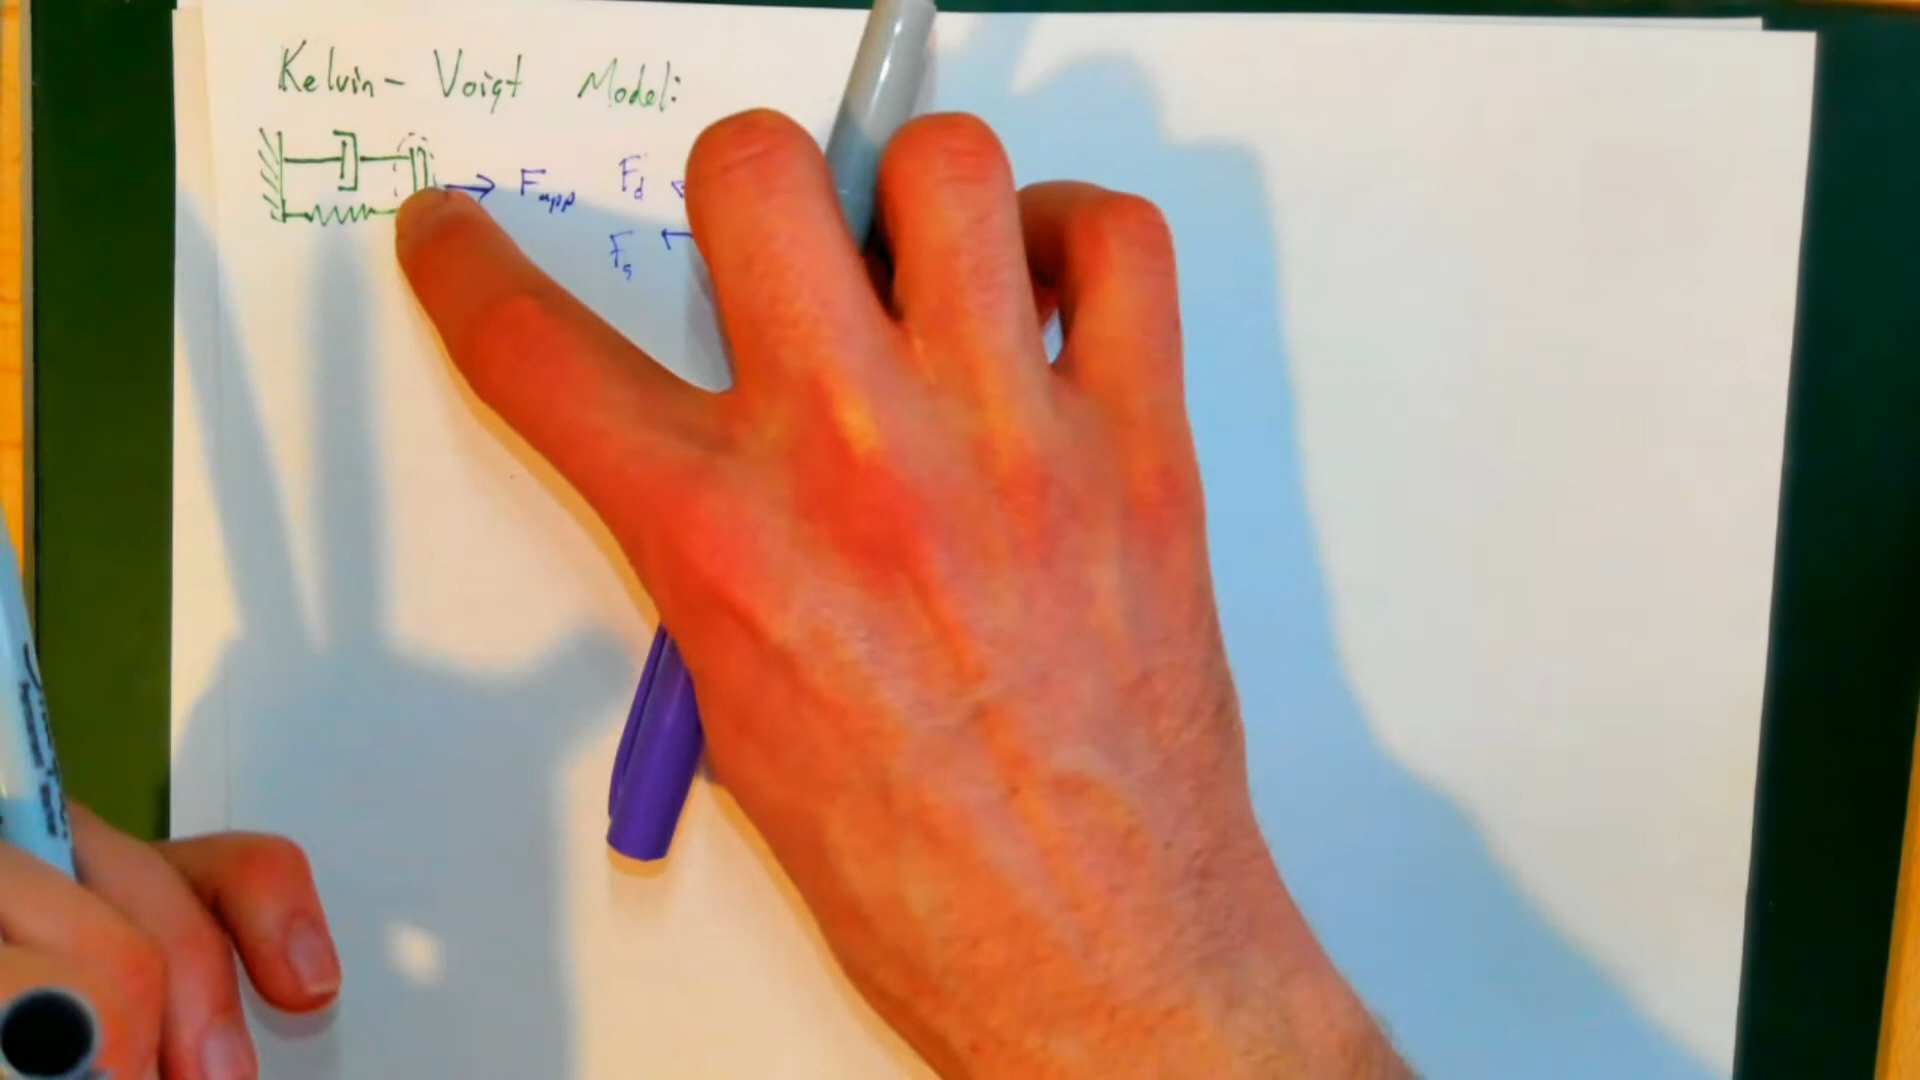 Kelvin- Voigt Model:
Fapp Fd
Fs